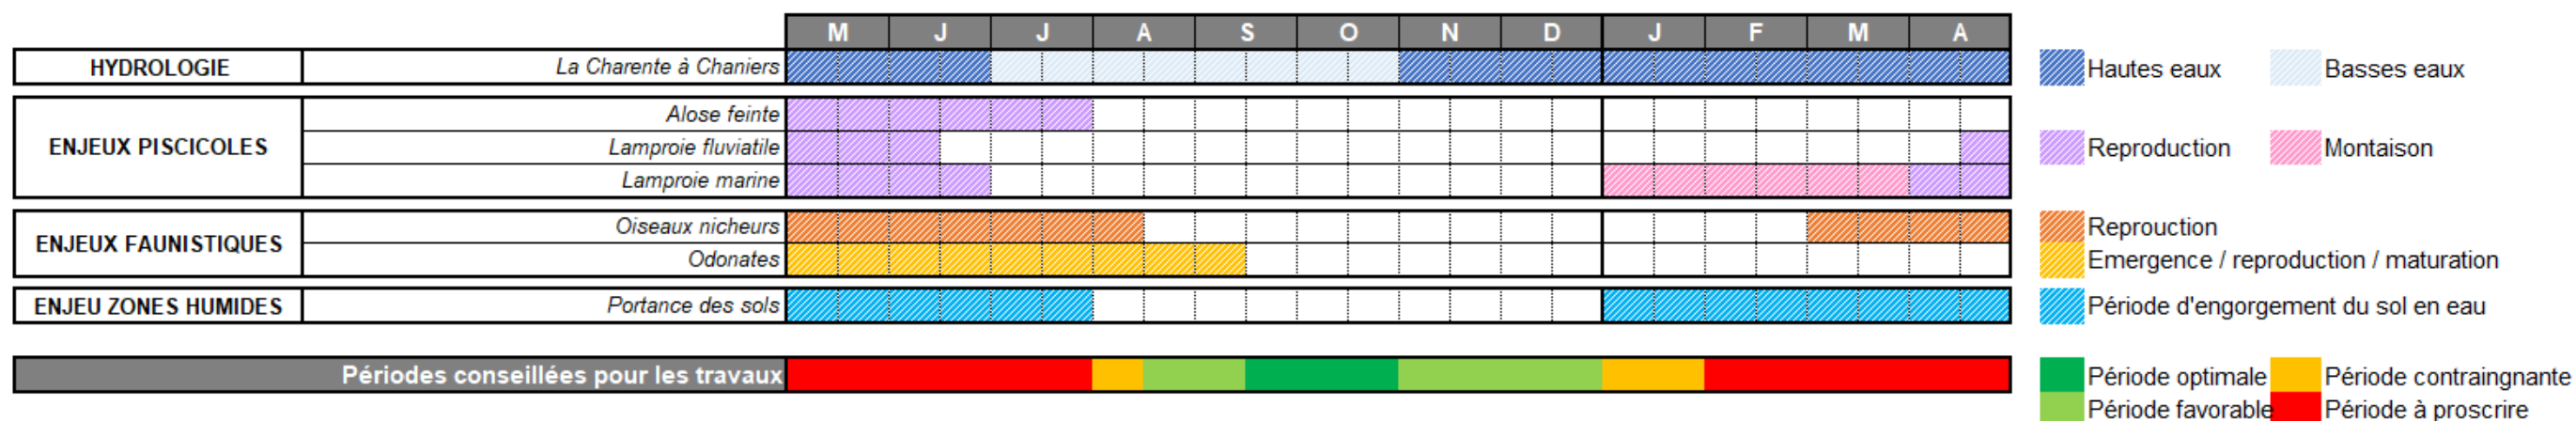 M J J A S O N D J F M A
HYDROLOGIE La Charente à Chaniers Hautes eaux Basses eaux
Alose feinte
ENJEUX PISCICOLES Lamproie fluviatile Reproduction Montaison
Lamproie marine
Oiseaux nicheurs Reprouction
ENJEUX FAUNISTIQUES
Odonates Emergence / reproduction / maturation
ENJEU ZONES HUMIDES Portance des sols Période d'engorgement du sol en eau
Périodes conseillées pour les travaux Période optimale Période contraingnante
Période favorable Période à proscrire